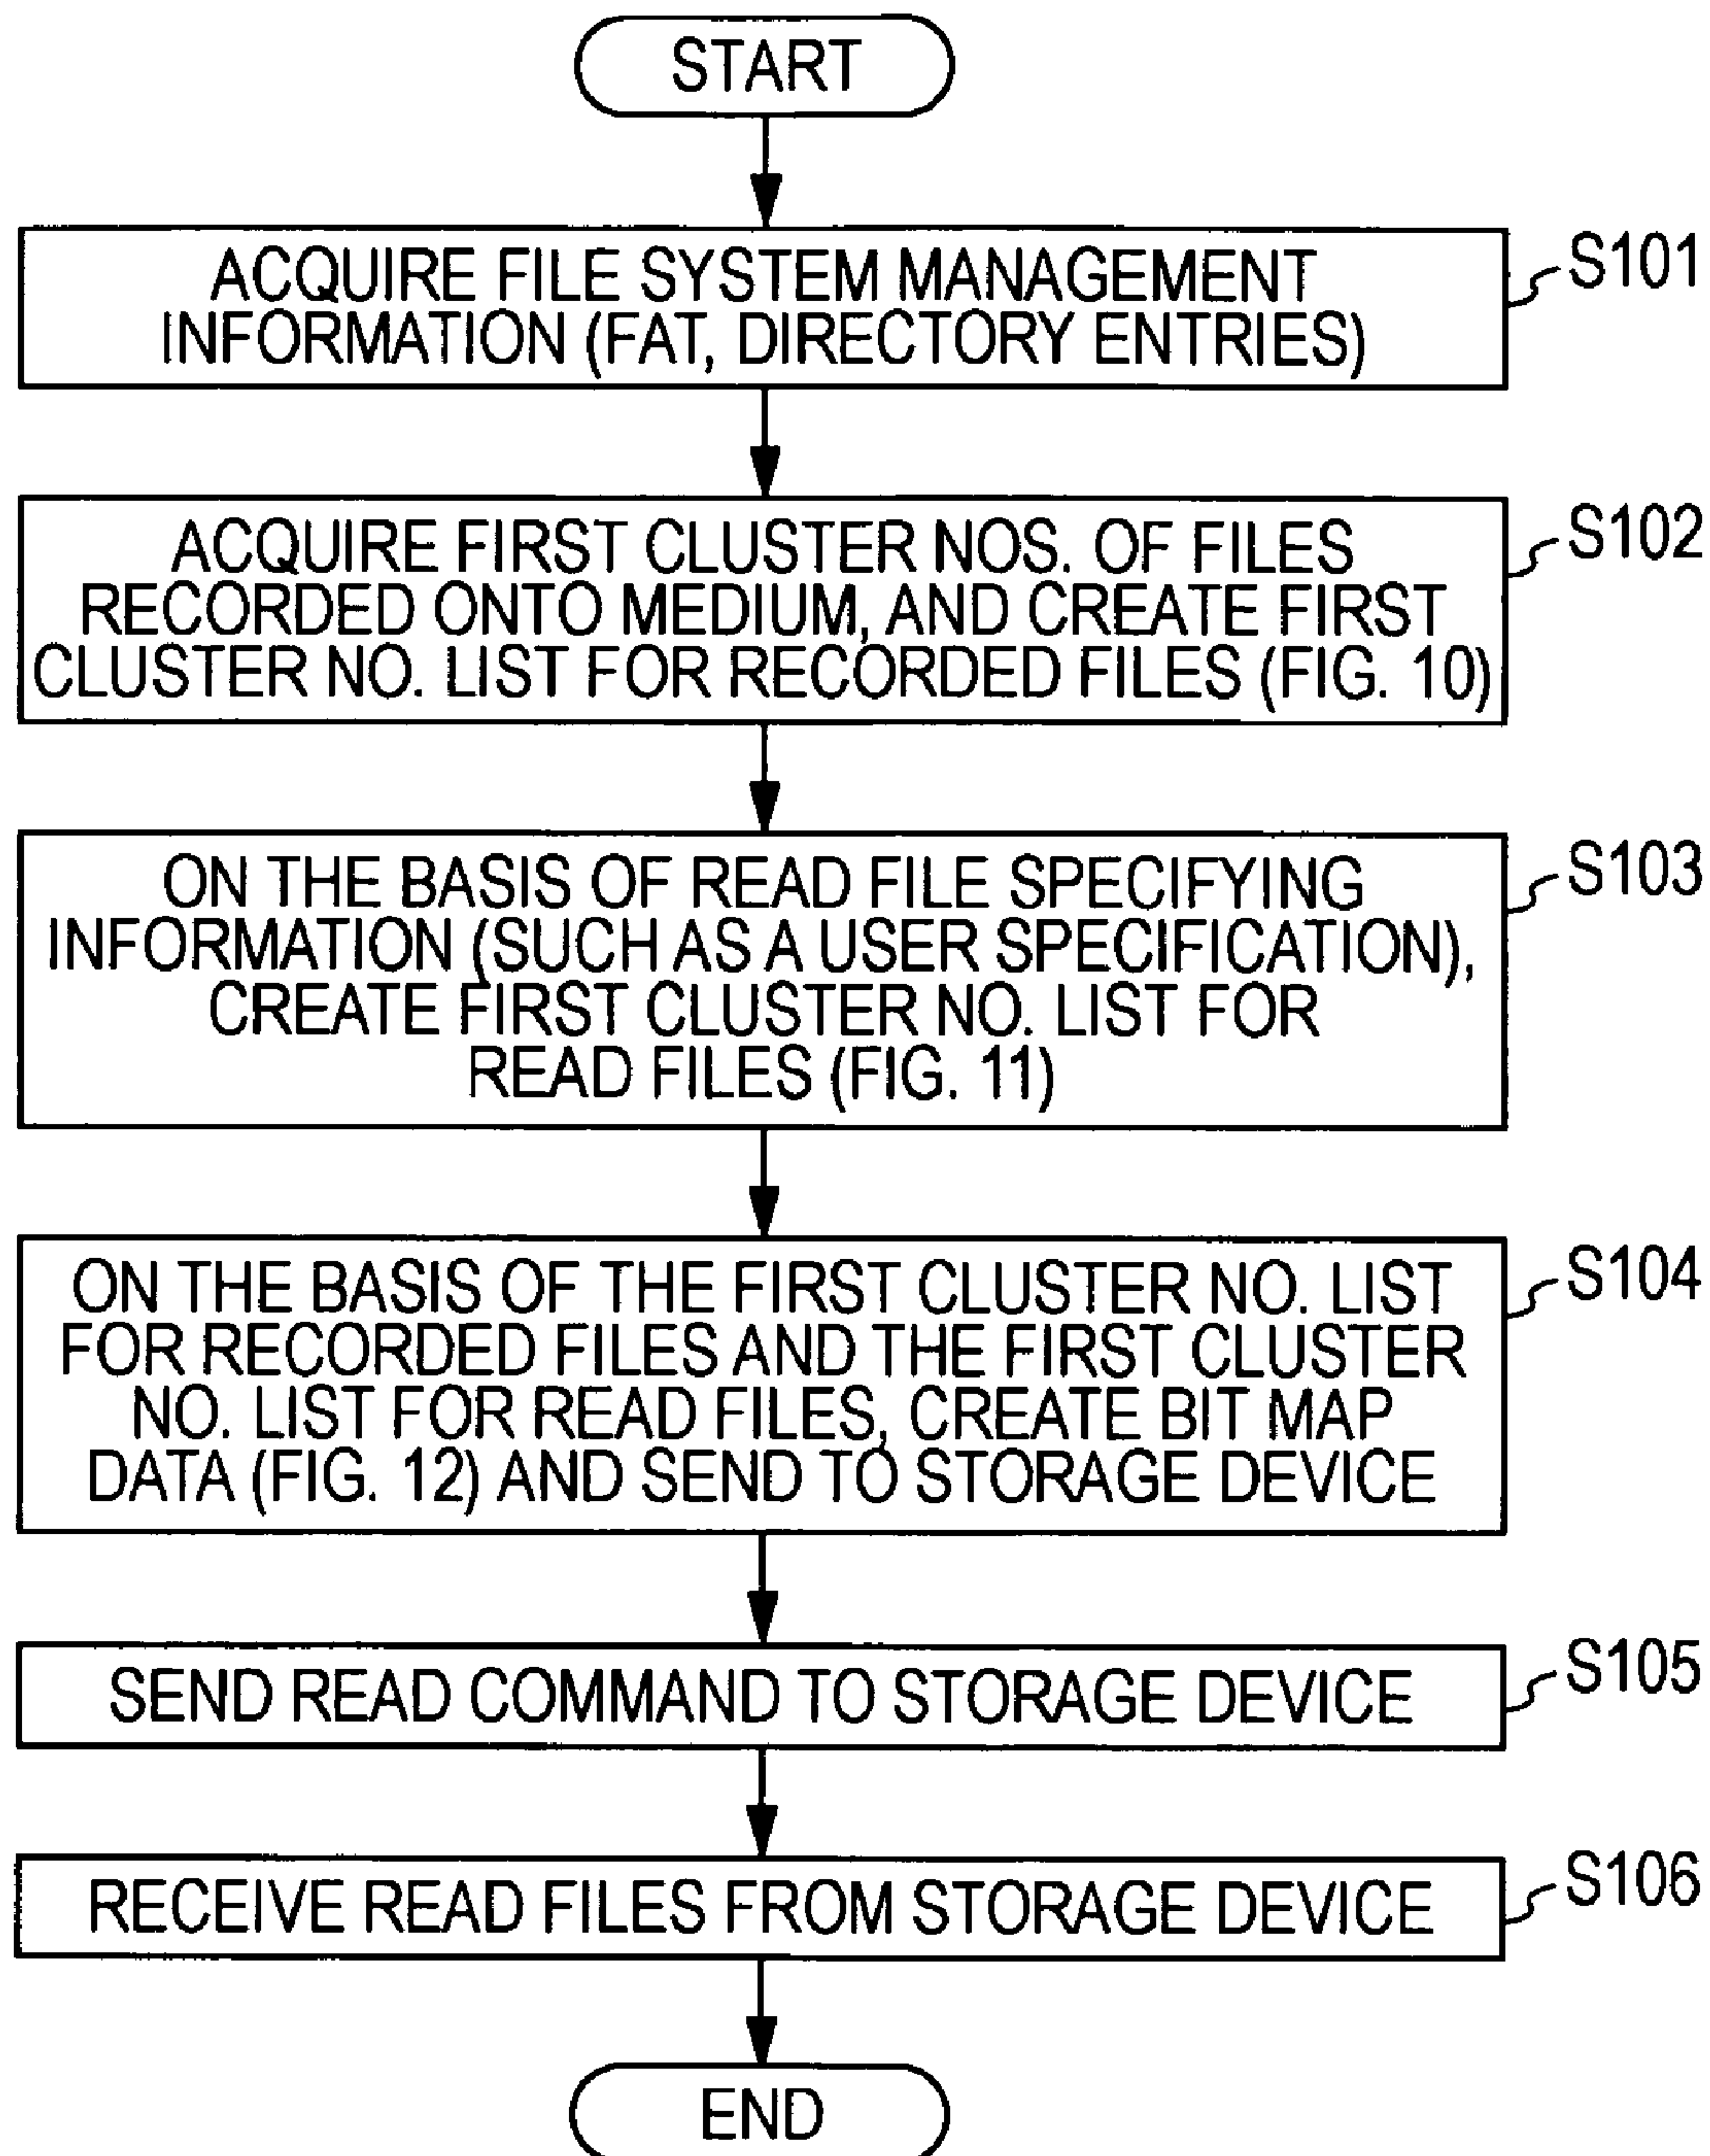 START
ACQUIRE FILE SYSTEM MANAGEMENT
INFORMATION (FAT, DIRECTORY ENTRIES)
S101
ACQUIRE FIRST CLUSTER NOS. OF FILES
RECORDED ONTO MEDIUM, AND CREATE FIRST
CLUSTER NO. LIST FOR RECORDED FILES (FIG. 10)
S102
ON THE BASIS OF READ FILE SPECIFYING
INFORMATION (SUCH AS A USER SPECIFICATION),
CREATE FIRST CLUSTER NO. LIST FOR
READ FILES (FIG. 11)
S103
ON THE BASIS OF THE FIRST CLUSTER NO. LIST
FOR RECORDED FILES AND THE FIRST CLUSTER
NO. LIST FOR READ FILES, CREATE BIT MAP
DATA (FIG. 12) AND SEND TO STORAGE DEVICE
S104
SEND READ COMMAND TO STORAGE DEVICE
S105
RECEIVE READ FILES FROM STORAGE DEVICE
S106
END